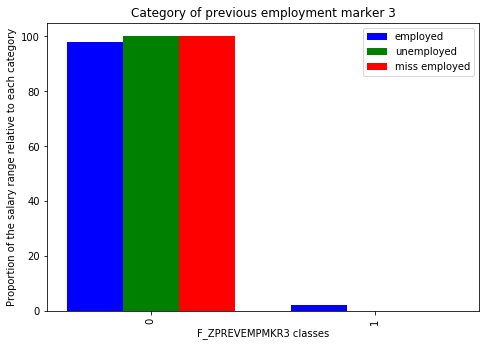 Category of previous employment marker 3
employed
unemployed
miss employed
Proportion of the salary range relative to each category
100
80
60
40
20
0
0
1
F_ZPREVEMPMKR3 classes